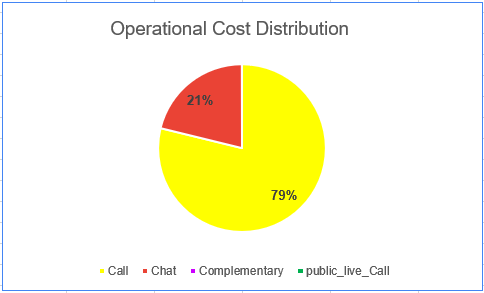 Operational Cost Distribution
21%
79%
Call Chat Complementary public_live_Call